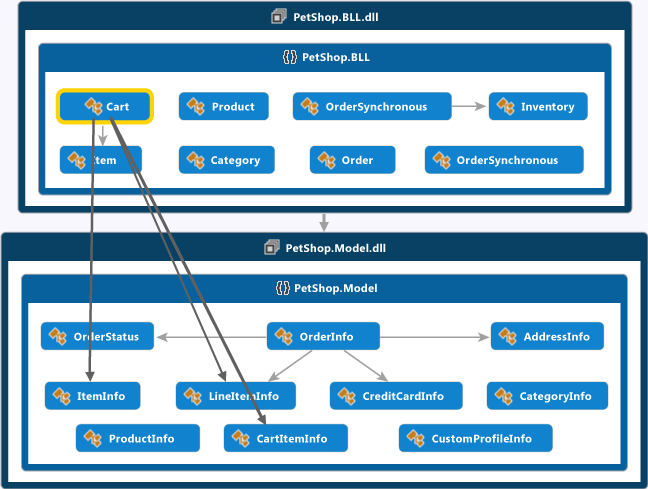 PetShop.BLL.dll
{} PetShop.BLL
Cart
Product
OrderSynchronous
Inventory
Item
Category
Order
OrderSynchronous
PetShop.Model.dll
{} PetShop.Model
OrderStatus
OrderInfo
AddressInfo
ItemInfo
LineItemInfo
CreditCardInfo
CategoryInfo
ProductInfo
CartItemInfo
CustomProfileInfo